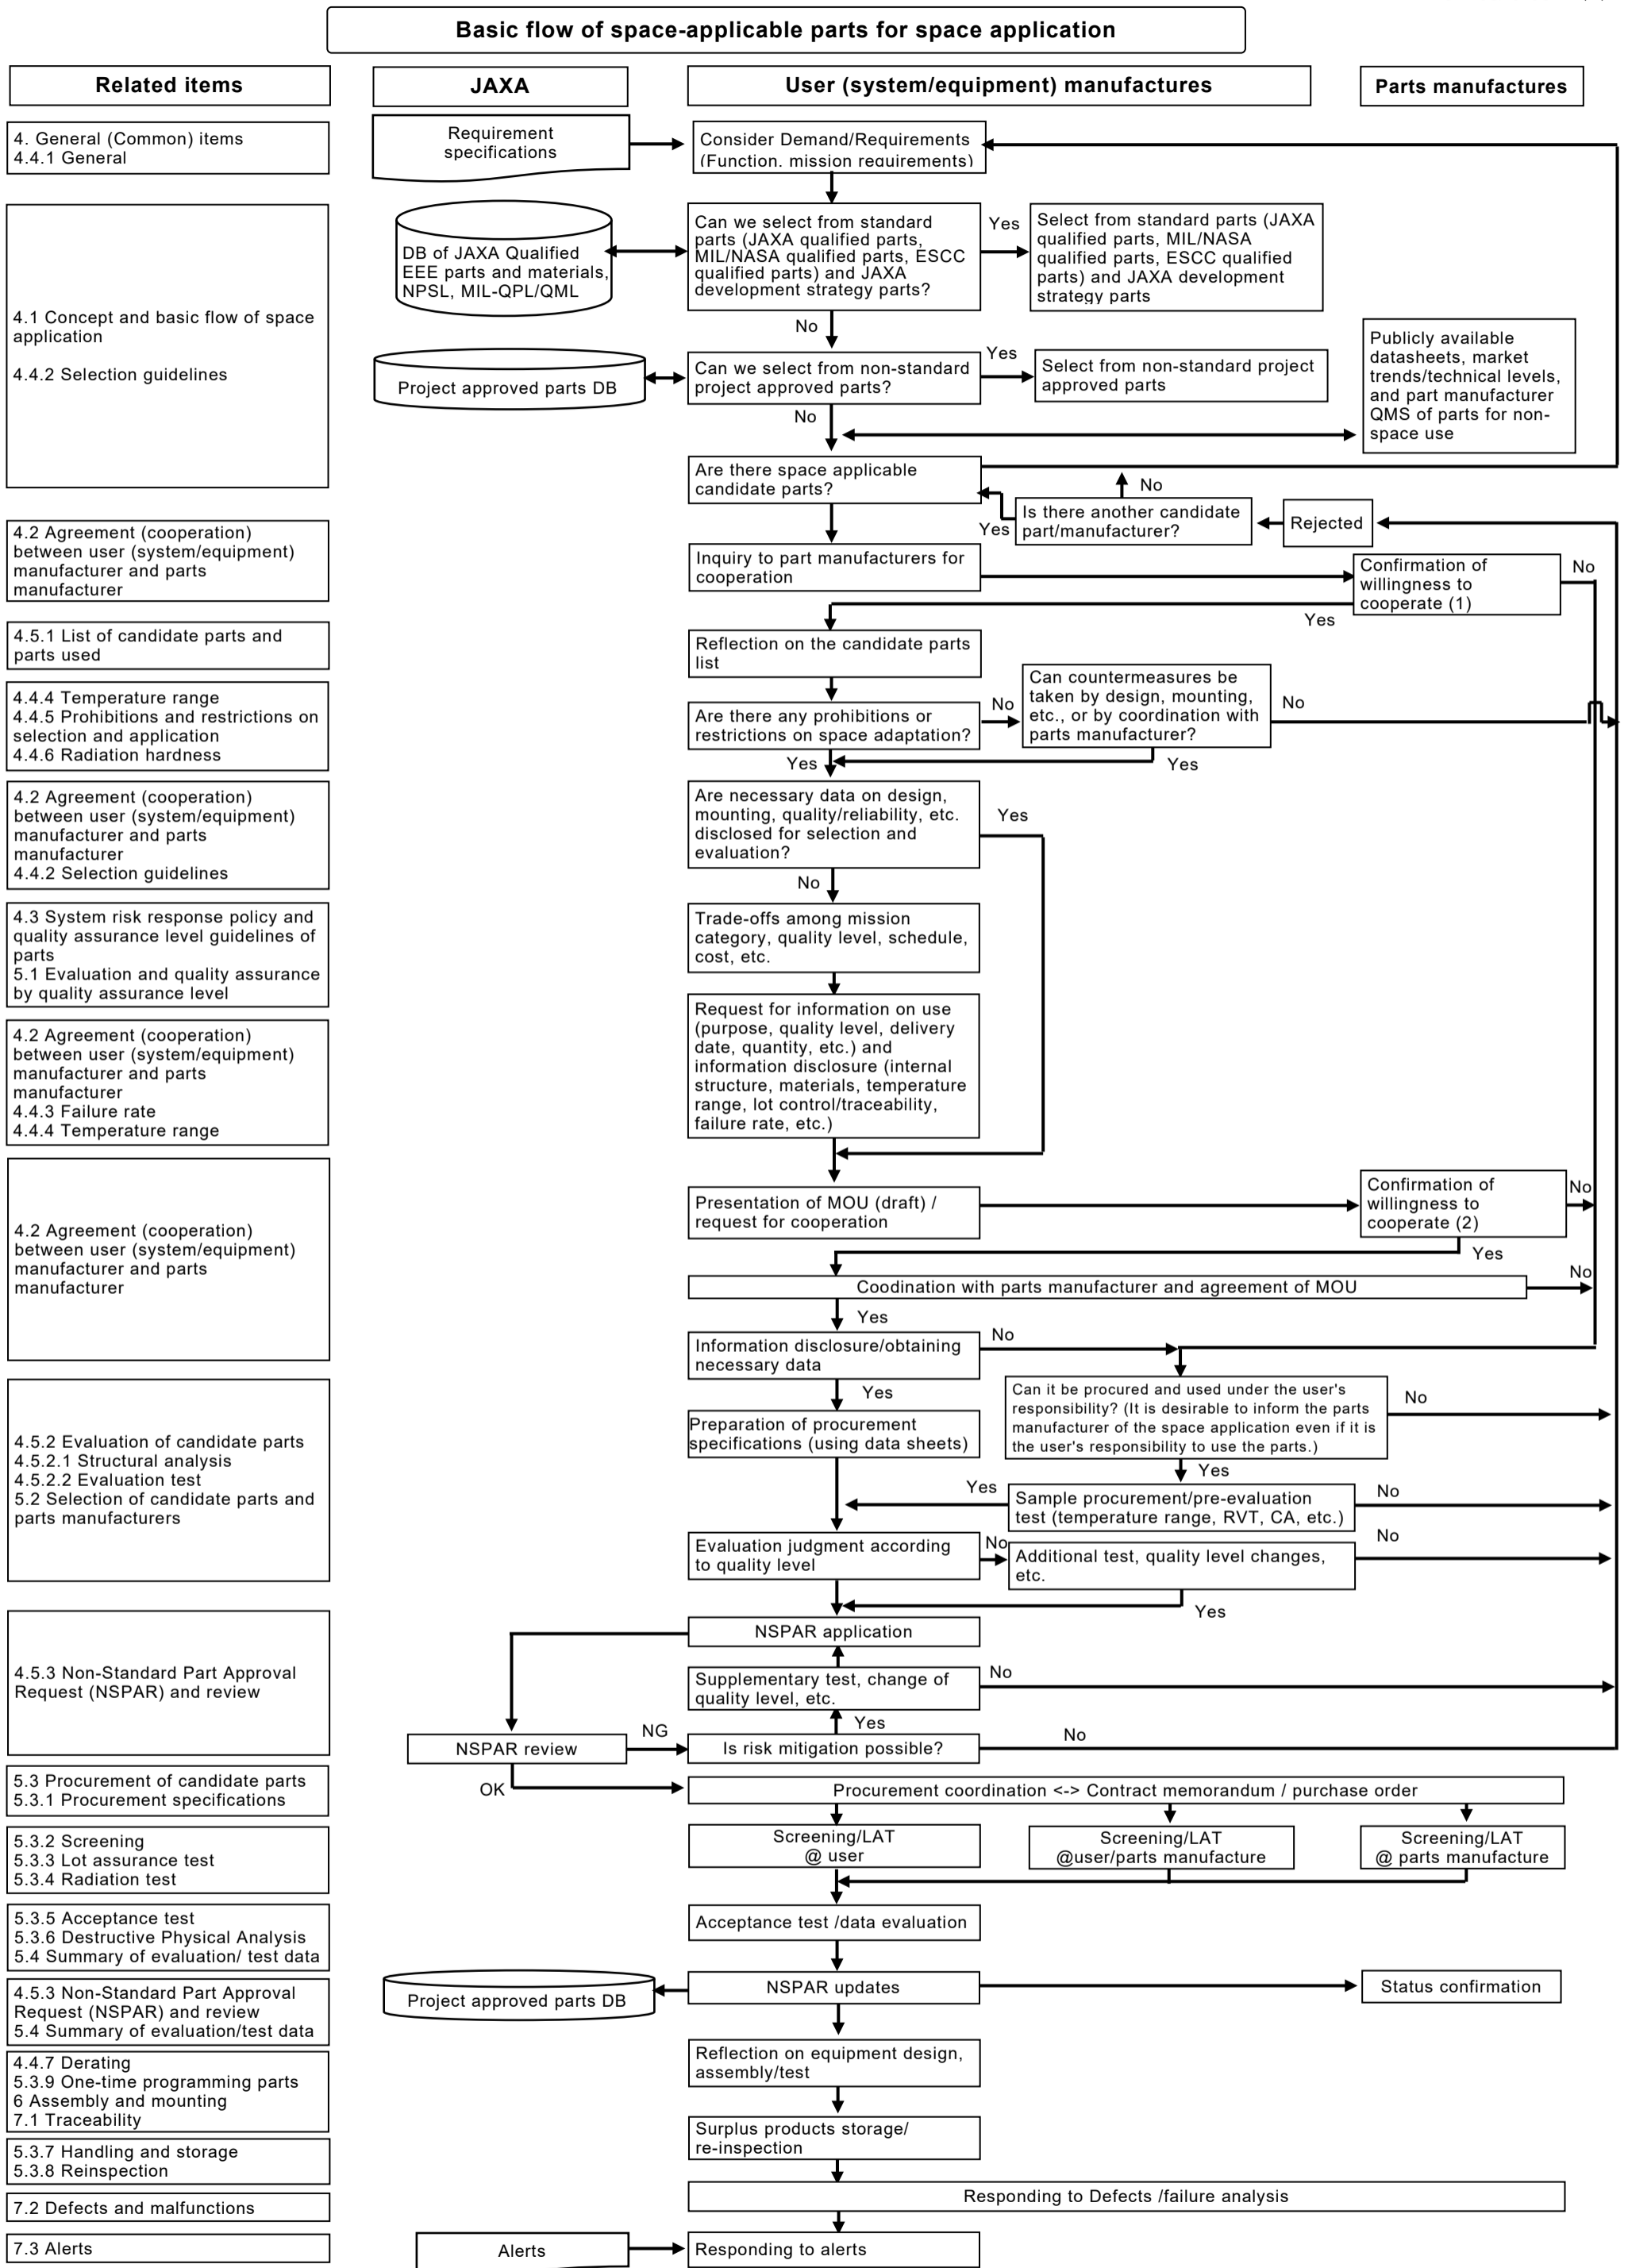 Basic flow of space-applicable parts for space application
Related items
JAXA
User (system/equipment) manufactures
Parts manufactures
4. General (Common) items
4.4.1 General
Requirement
specifications
Consider Demand/Requirements
(Function, mission requirements)
4.1 Concept and basic flow of space
application
4.4.2 Selection guidelines
DB of JAXA Qualified
EEE parts and materials,
NPSL, MIL-QPL/QML
Can we select from standard
parts (JAXA qualified parts,
MIL/NASA qualified parts, ESCC
qualified parts) and JAXA
development strategy parts?
Yes
Select from standard parts (JAXA
qualified parts, MIL/NASA
qualified parts, ESCC qualified
parts) and JAXA development
strategy parts
No
Project approved parts DB
Can we select from non-standard
project approved parts?
Yes
Select from non-standard project
approved parts
No
Publicly available
datasheets, market
trends/technical levels,
and part manufacturer
QMS of parts for non-
space use
Are there space applicable
candidate parts?
No
Yes
Is there another candidate
part/manufacturer?
Rejected
4.2 Agreement (cooperation)
between user (system/equipment)
manufacturer and parts
manufacturer
Inquiry to part manufacturers for
cooperation
Confirmation of
willingness to
cooperate (1)
No
Yes
4.5.1 List of candidate parts and
parts used
Reflection on the candidate parts
list
4.4.4 Temperature range
4.4.5 Prohibitions and restrictions on
selection and application
4.4.6 Radiation hardness
Are there any prohibitions or
restrictions on space adaptation?
No
Can countermeasures be
taken by design, mounting,
etc., or by coordination with
parts manufacturer?
No
Yes
Yes
4.2 Agreement (cooperation)
between user (system/equipment)
manufacturer and parts
manufacturer
4.4.2 Selection guidelines
Are necessary data on design,
mounting, quality/reliability, etc.
disclosed for selection and
evaluation?
Yes
No
4.3 System risk response policy and
quality assurance level guidelines of
parts
5.1 Evaluation and quality assurance
by quality assurance level
Trade-offs among mission
category, quality level, schedule,
cost, etc.
4.2 Agreement (cooperation)
between user (system/equipment)
manufacturer and parts
manufacturer
4.4.3 Failure rate
4.4.4 Temperature range
Request for information on use
(purpose, quality level, delivery
date, quantity, etc.) and
information disclosure (internal
structure, materials, temperature
range, lot control/traceability,
failure rate, etc.)
4.2 Agreement (cooperation)
between user (system/equipment)
manufacturer and parts
manufacturer
Presentation of MOU (draft) /
request for cooperation
Confirmation of
willingness to
cooperate (2)
No
Yes
Coodination with parts manufacturer and agreement of MOU
No
Yes
Information disclosure/obtaining
necessary data
No
Yes
4.5.2 Evaluation of candidate parts
4.5.2.1 Structural analysis
4.5.2.2 Evaluation test
5.2 Selection of candidate parts and
parts manufacturers
Preparation of procurement
specifications (using data sheets)
Can it be procured and used under the user's
responsibility? (It is desirable to inform the parts
manufacturer of the space application even if it is
the user's responsibility to use the parts.)
No
Yes
Yes
Sample procurement/pre-evaluation
test (temperature range, RVT, CA, etc.)
No
Evaluation judgment according
to quality level
No
Additional test, quality level changes,
etc.
No
Yes
4.5.3 Non-Standard Part Approval
Request (NSPAR) and review
NSPAR application
Supplementary test, change of
quality level, etc.
No
Yes
NSPAR review
NG
Is risk mitigation possible?
No
OK
5.3 Procurement of candidate parts
5.3.1 Procurement specifications
Procurement coordination <-> Contract memorandum / purchase order
5.3.2 Screening
5.3.3 Lot assurance test
5.3.4 Radiation test
Screening/LAT
@ user
Screening/LAT
@user/parts manufacture
Screening/LAT
@ parts manufacture
5.3.5 Acceptance test
5.3.6 Destructive Physical Analysis
5.4 Summary of evaluation/ test data
Acceptance test /data evaluation
4.5.3 Non-Standard Part Approval
Request (NSPAR) and review
5.4 Summary of evaluation/test data
Project approved parts DB
NSPAR updates
Status confirmation
4.4.7 Derating
5.3.9 One-time programming parts
6 Assembly and mounting
7.1 Traceability
Reflection on equipment design,
assembly/test
5.3.7 Handling and storage
5.3.8 Reinspection
Surplus products storage/
re-inspection
7.2 Defects and malfunctions
Responding to Defects /failure analysis
7.3 Alerts
Alerts
Responding to alerts